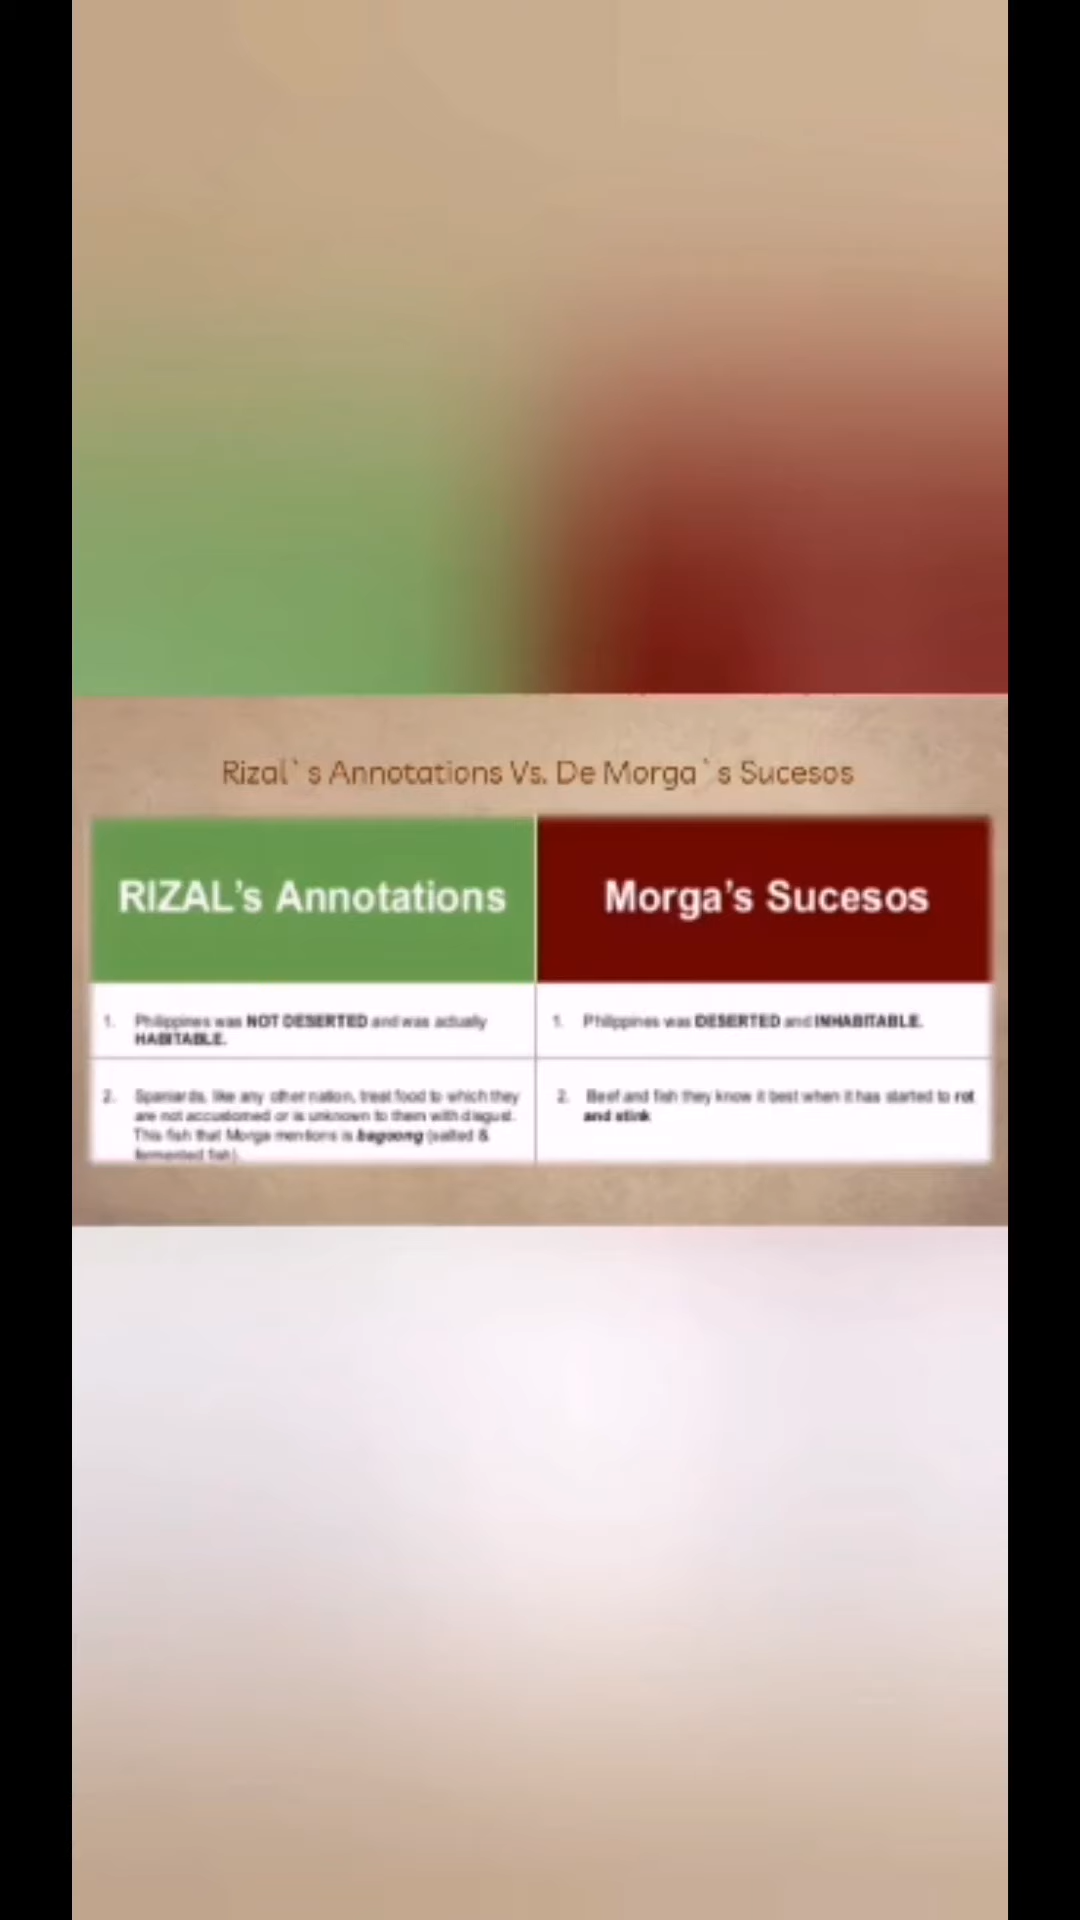 Rizal`s Annotations Vs. De Morga`s Sucesos
RIZAL's Annotations
Morga's Sucesos
1. Philippines was NOT DESERTED and was actually
HABITABLE.
1. Philippines was DESERTED and INHABITABLE.
2. Spaniards, like any other nation, treat food to which they
are not accustomed or is unknown to them with disgust.
This fish that Morga mentions is bagoong (salted &
fermented fish).
2. Beef and fish they know it best when it has started to rot
and stink